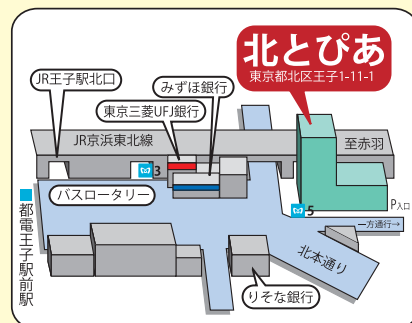 北とぴあ
東京都北区王子1-11-1
みずほ銀行
JR王子駅北口
東京三菱UFJ銀行
JR京浜東北線
至赤羽
3
バスロータリー
P入口
5
一方通行→
都電王子駅前駅
北本通り
りそな銀行